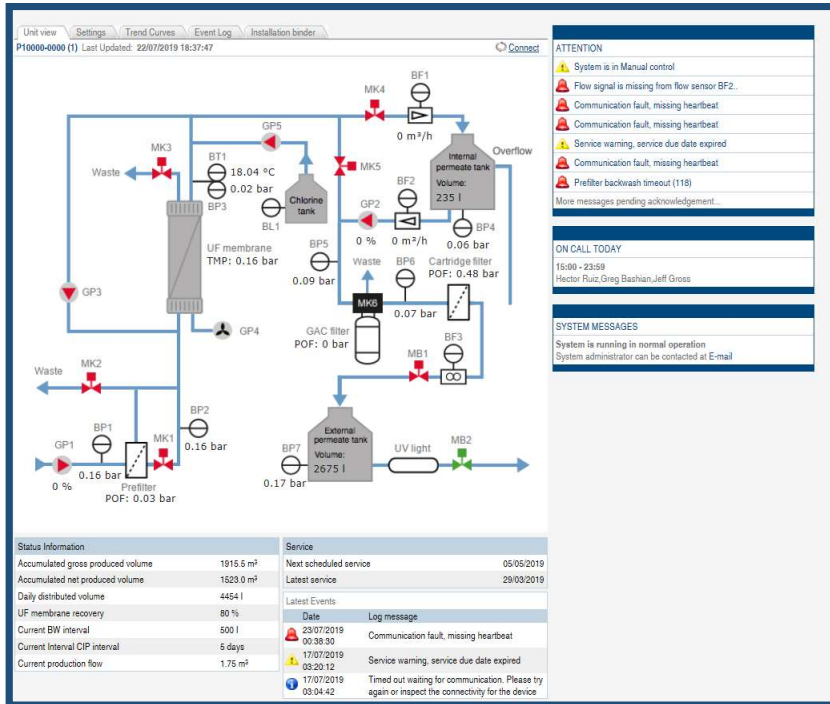 Unit view Settings Trend Curves Event Log Installation binder
P10000-0000 (1) Last Updated: 22/07/2019 18:37:47 Connect
BF1
MK4
0 m³/h
GP5
MK3
Waste
BT1
18.04 ºC
0.02 bar
BP3
Chlorine
tank
BL1
MK5
Internal
permeate tank
Volume:
235 l
Overflow
BF2
GP2
0 % 0 m³/h
BP4
0.06 bar
UF membrane
TMP: 0.16 bar
BP5
0.09 bar
Waste
BP6
0.07 bar
Cartridge filter
POF: 0.48 bar
GP3
GP4
MK6
GAC filter
POF: 0 bar
BF3
MB1
Waste
MK2
BP1
GP1
0 %
0.16 bar
Prefilter
POF: 0.03 bar
MK1
BP2
0.16 bar
External
permeate tank
Volume:
2675 l
BP7
0.17 bar
UV light
MB2
Status Information
Accumulated gross produced volume 1915.5 m³
Accumulated net produced volume 1523.0 m³
Daily distributed volume 4454 l
UF membrane recovery 80 %
Current BW interval 500 l
Current Interval CIP interval 5 days
Current production flow 1.75 m³
Service
Next scheduled service 05/05/2019
Latest service 29/03/2019
Latest Events
Date Log message
23/07/2019
00:38:30
Communication fault, missing heartbeat
17/07/2019
03:20:12
Service warning, service due date expired
17/07/2019
03:04:42
Timed out waiting for communication. Please try
again or inspect the connectivity for the device
ATTENTION
System is in Manual control
Flow signal is missing from flow sensor BF2..
Communication fault, missing heartbeat
Communication fault, missing heartbeat
Service warning, service due date expired
Communication fault, missing heartbeat
Prefilter backwash timeout (118)
More messages pending acknowledgement...
ON CALL TODAY
15:00 - 23:59
Hector Ruiz,Greg Bashian,Jeff Gross
SYSTEM MESSAGES
System is running in normal operation
System administrator can be contacted at E-mail